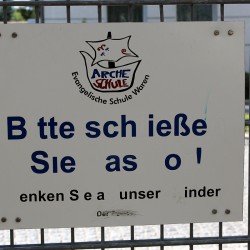 ARCHE
SCHULE
Evangelische Schule Waren
B tte sch ieße
Sie as o !
enken S e a unser inder